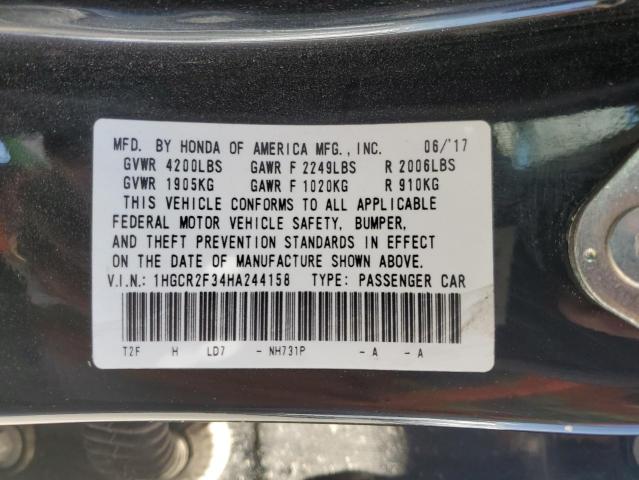 MFD. BY HONDA OF AMERICA MFG., INC. 06/'17
GVWR 4200LBS GAWR F 2249LBS R 2006LBS
GVWR 1905KG GAWR F 1020KG R 910KG
THIS VEHICLE CONFORMS TO ALL APPLICABLE
FEDERAL MOTOR VEHICLE SAFETY, BUMPER,
AND THEFT PREVENTION STANDARDS IN EFFECT
ON THE DATE OF MANUFACTURE SHOWN ABOVE.
V.I.N.: 1HGCR2F34HA244158 TYPE: PASSENGER CAR
T2F H LD7 - NH731P - A - A